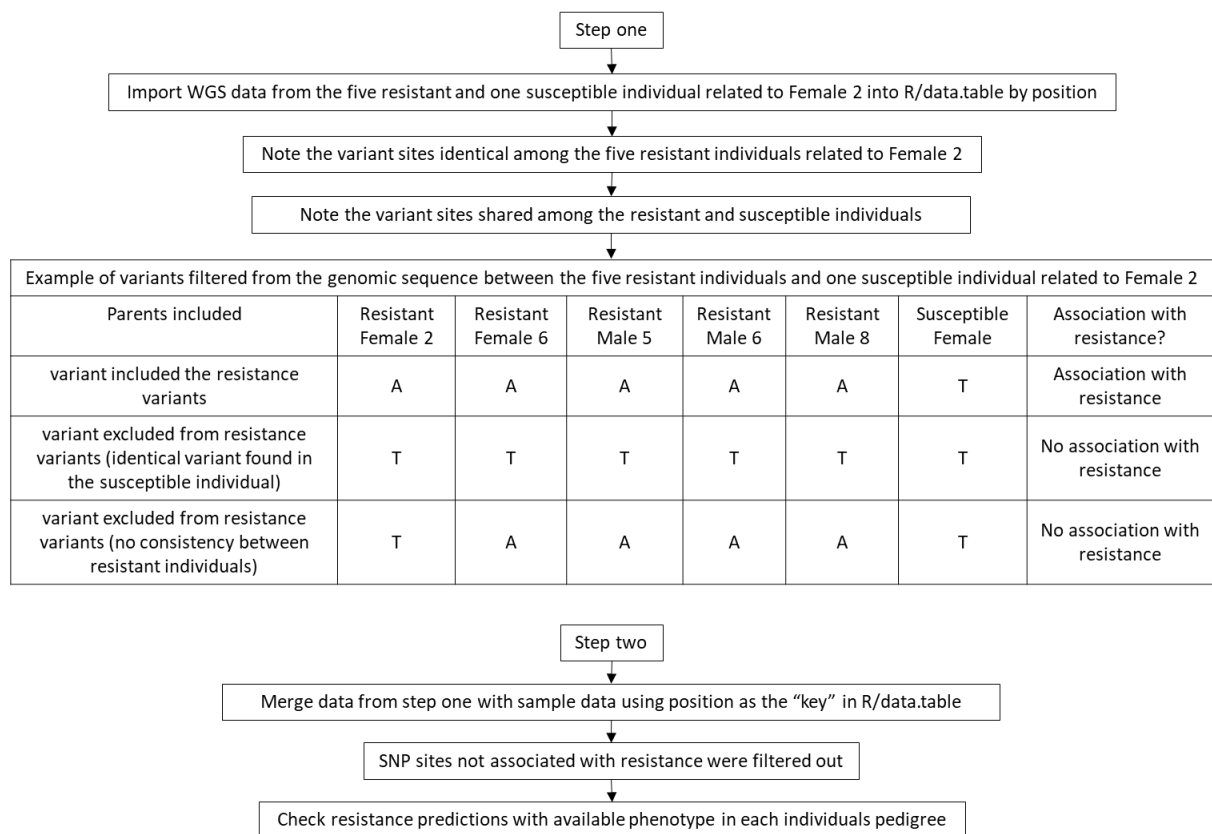 Step one
Import WGS data from the five resistant and one susceptible individual related to Female 2 into R/data.table by position
Note the variant sites identical among the five resistant individuals related to Female 2
Note the variant sites shared among the resistant and susceptible individuals
Example of variants filtered from the genomic sequence between the five resistant individuals and one susceptible individual related to Female 2
Parents included
Resistant
Female 2
Resistant
Female 6
Resistant
Male 5
Resistant
Male 6
Resistant
Male 8
Susceptible
Female
Association with
resistance?
variant included the resistance
variants
A
A
A
A
A
T
Association with
resistance
variant excluded from resistance
variants (identical variant found in
the susceptible individual)
T
T
T
T
T
T
No association with
resistance
variant excluded from resistance
variants (no consistency between
resistant individuals)
T
A
A
A
A
T
No association with
resistance
Step two
Merge data from step one with sample data using position as the “key” in R/data.table
SNP sites not associated with resistance were filtered out
Check resistance predictions with available phenotype in each individuals pedigree